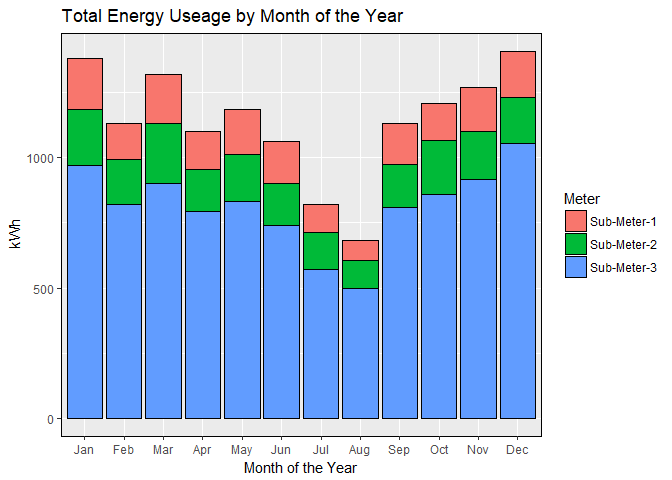 Total Energy Useage by Month of the Year
kWh
1000
500
0
Jan Feb Mar Apr May Jun Jul Aug Sep Oct Nov Dec
Month of the Year
Meter
Sub-Meter-1
Sub-Meter-2
Sub-Meter-3